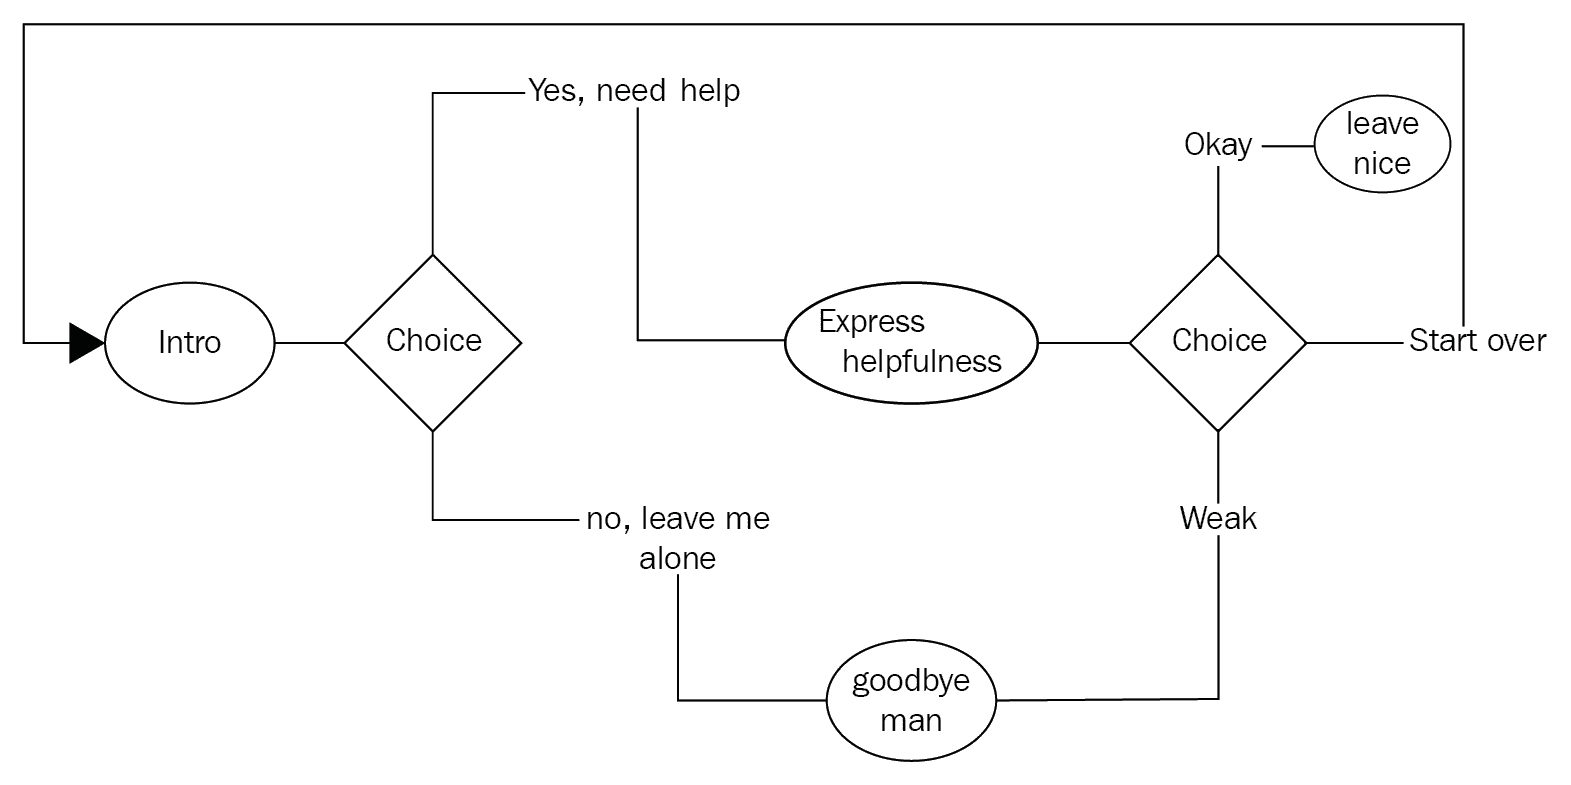 Yes, need help
Okay
leave
nice
Intro
Choice
Express
helpfulness
Choice
Start over
no, leave me
alone
Weak
goodbye
man